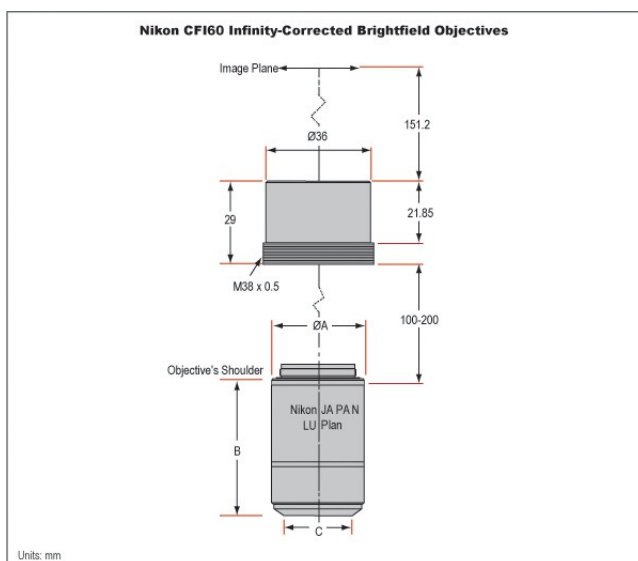 Nikon CFI60 Infinity-Corrected Brightfield Objectives
Image Plane
151.2
Ø36
29
21.85
M38 x 0.5
100-200
ØA
Objective's Shoulder
Nikon JAPAN
LU Plan
B
C
Units: mm